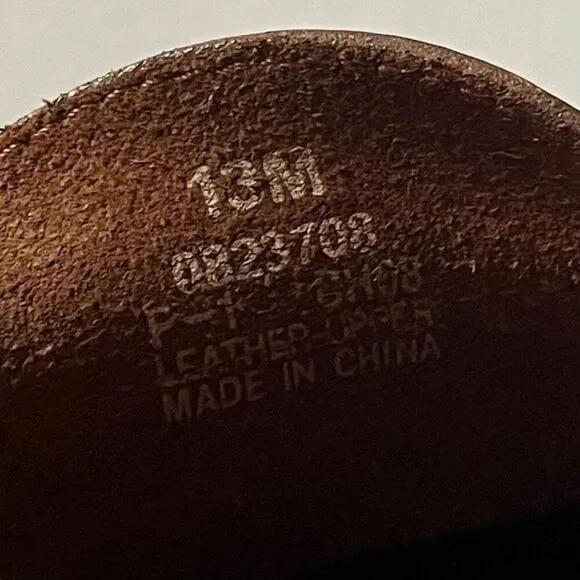 13M
0823708
LEATHER UPPER
MADE IN CHINA